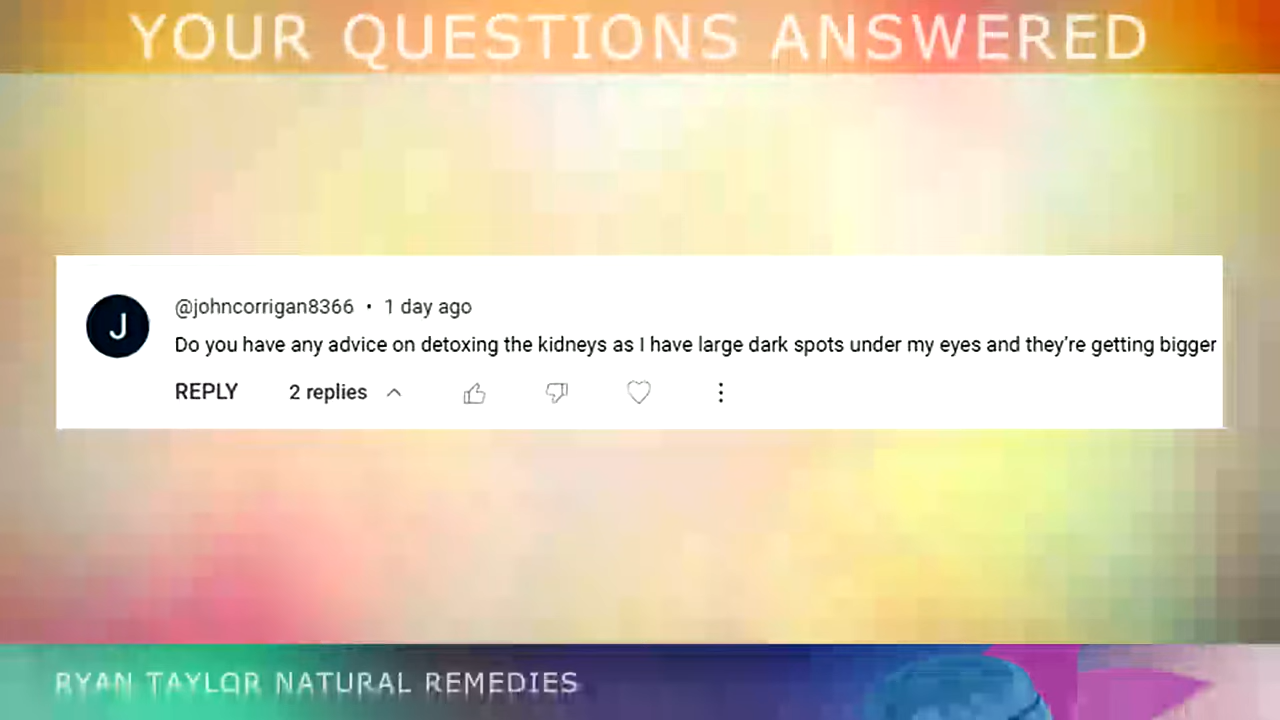 YOUR QUESTIONS ANSWERED
J
@johncorrigan8366 • 1 day ago
Do you have any advice on detoxing the kidneys as I have large dark spots under my eyes and they're getting bigger
REPLY 2 replies
RYAN TAYLOR NATURAL REMEDIES